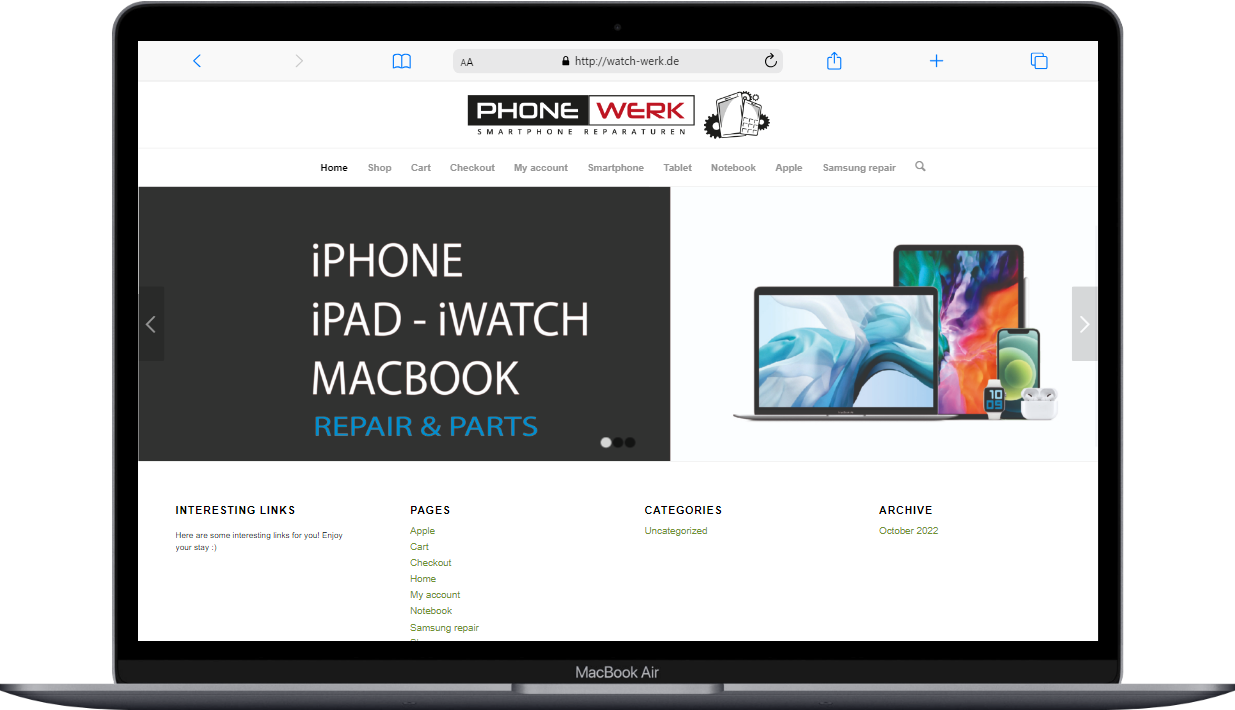 AA http://watch-werk.de
PHONE WERK
SMARTPHONE REPARATUREN
Home Shop Cart Checkout My account Smartphone Tablet Notebook Apple Samsung repair
iPHONE
iPAD - iWATCH
MACBOOK
REPAIR & PARTS
10
09
INTERESTING LINKS
Here are some interesting links for you! Enjoy
your stay :)
PAGES
Apple
Cart
Checkout
Home
My account
Notebook
Samsung repair
CATEGORIES
Uncategorized
ARCHIVE
October 2022
MacBook Air